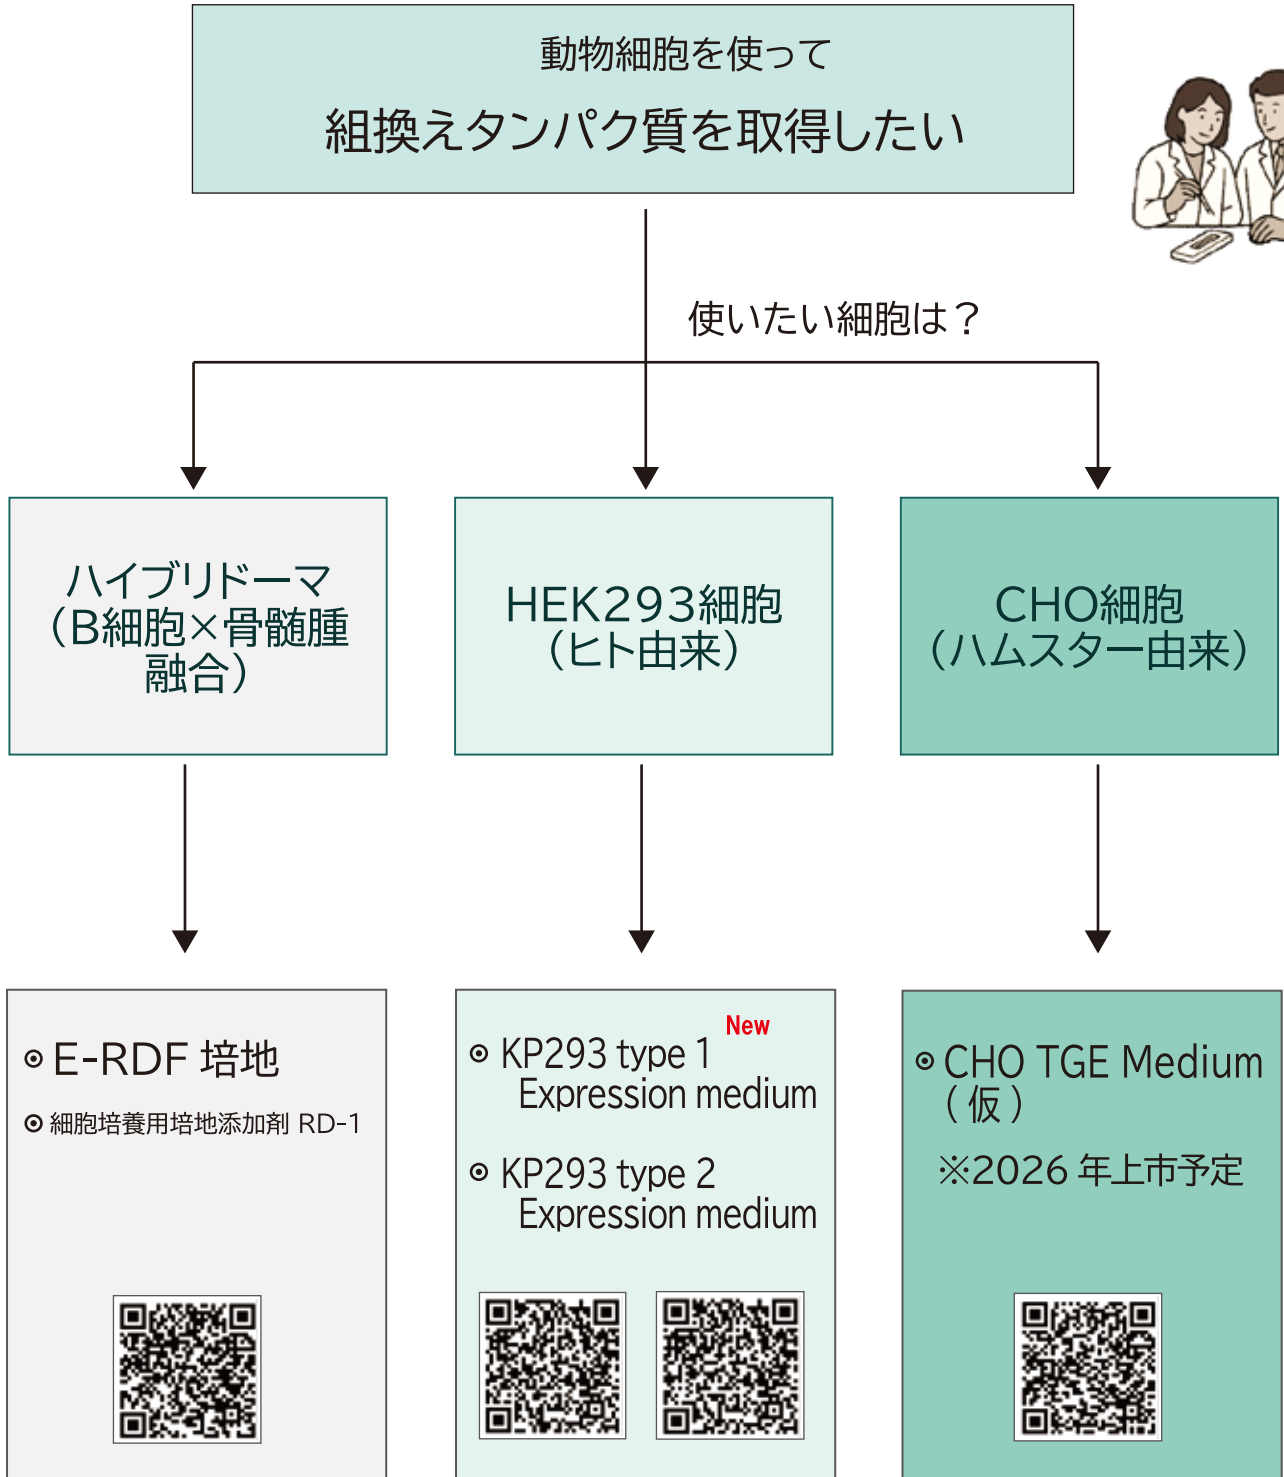 動物細胞を使って
組換えタンパク質を取得したい
使いたい細胞は？
ハイブリドーマ
（B細胞×骨髄腫
融合）
HEK293細胞
（ヒト由来）
CHO細胞
（ハムスター由来）
◉ E-RDF 培地
◉ 細胞培養用培地添加剤 RD-1
New
◉ KP293 type 1
Expression medium
◉ KP293 type 2
Expression medium
◉ CHO TGE Medium
（ 仮 ）
※2026 年上市予定